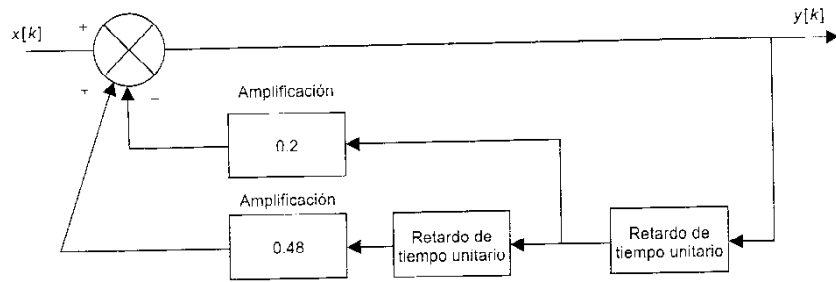 x[k]
+
y[k]
+
–
Amplificación
0.2
Amplificación
0.48
Retardo de
tiempo unitario
Retardo de
tiempo unitario